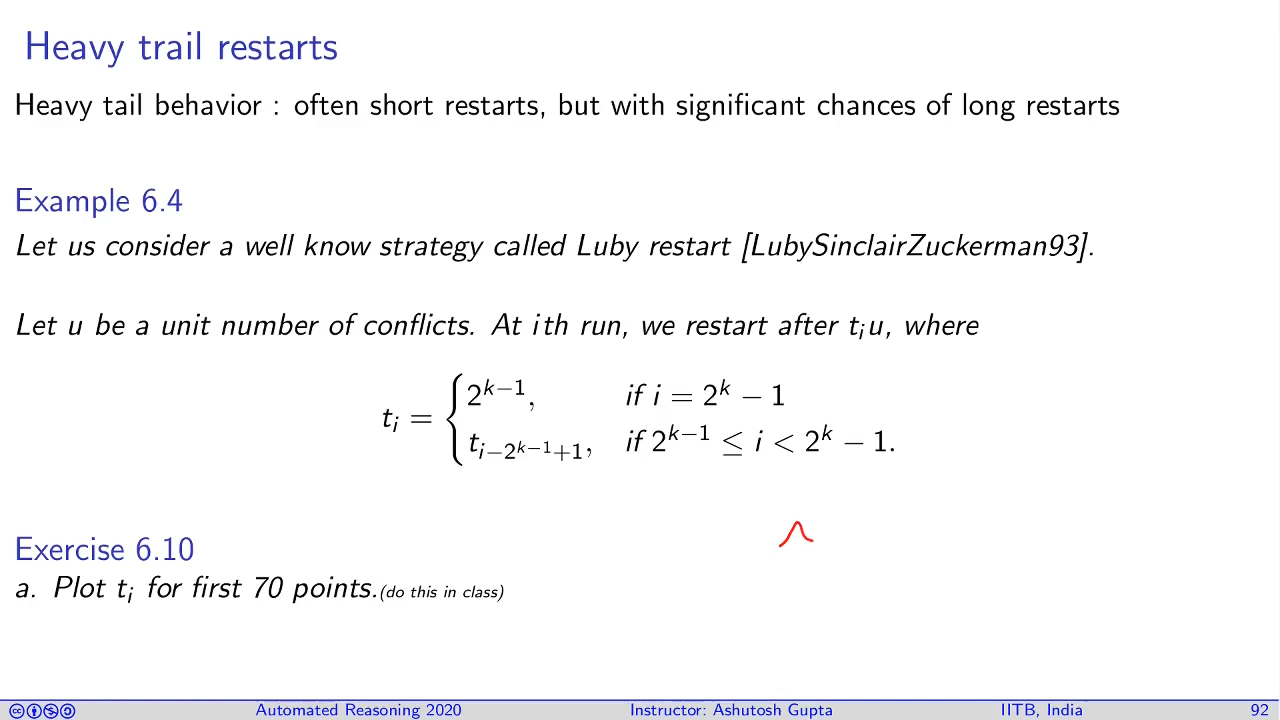 Heavy trail restarts
Heavy tail behavior : often short restarts, but with significant chances of long restarts
Example 6.4
Let us consider a well know strategy called Luby restart [LubySinclairZuckerman93].
Let u be a unit number of conflicts. At ith run, we restart after t_i u, where
t_i = { 2^{k−1}, if i = 2^k − 1
t_{i−2^{k−1}+1}, if 2^{k−1} ≤ i < 2^k − 1.
Exercise 6.10
a. Plot t_i for first 70 points.(do this in class)
Automated Reasoning 2020 Instructor: Ashutosh Gupta IITB, India 92